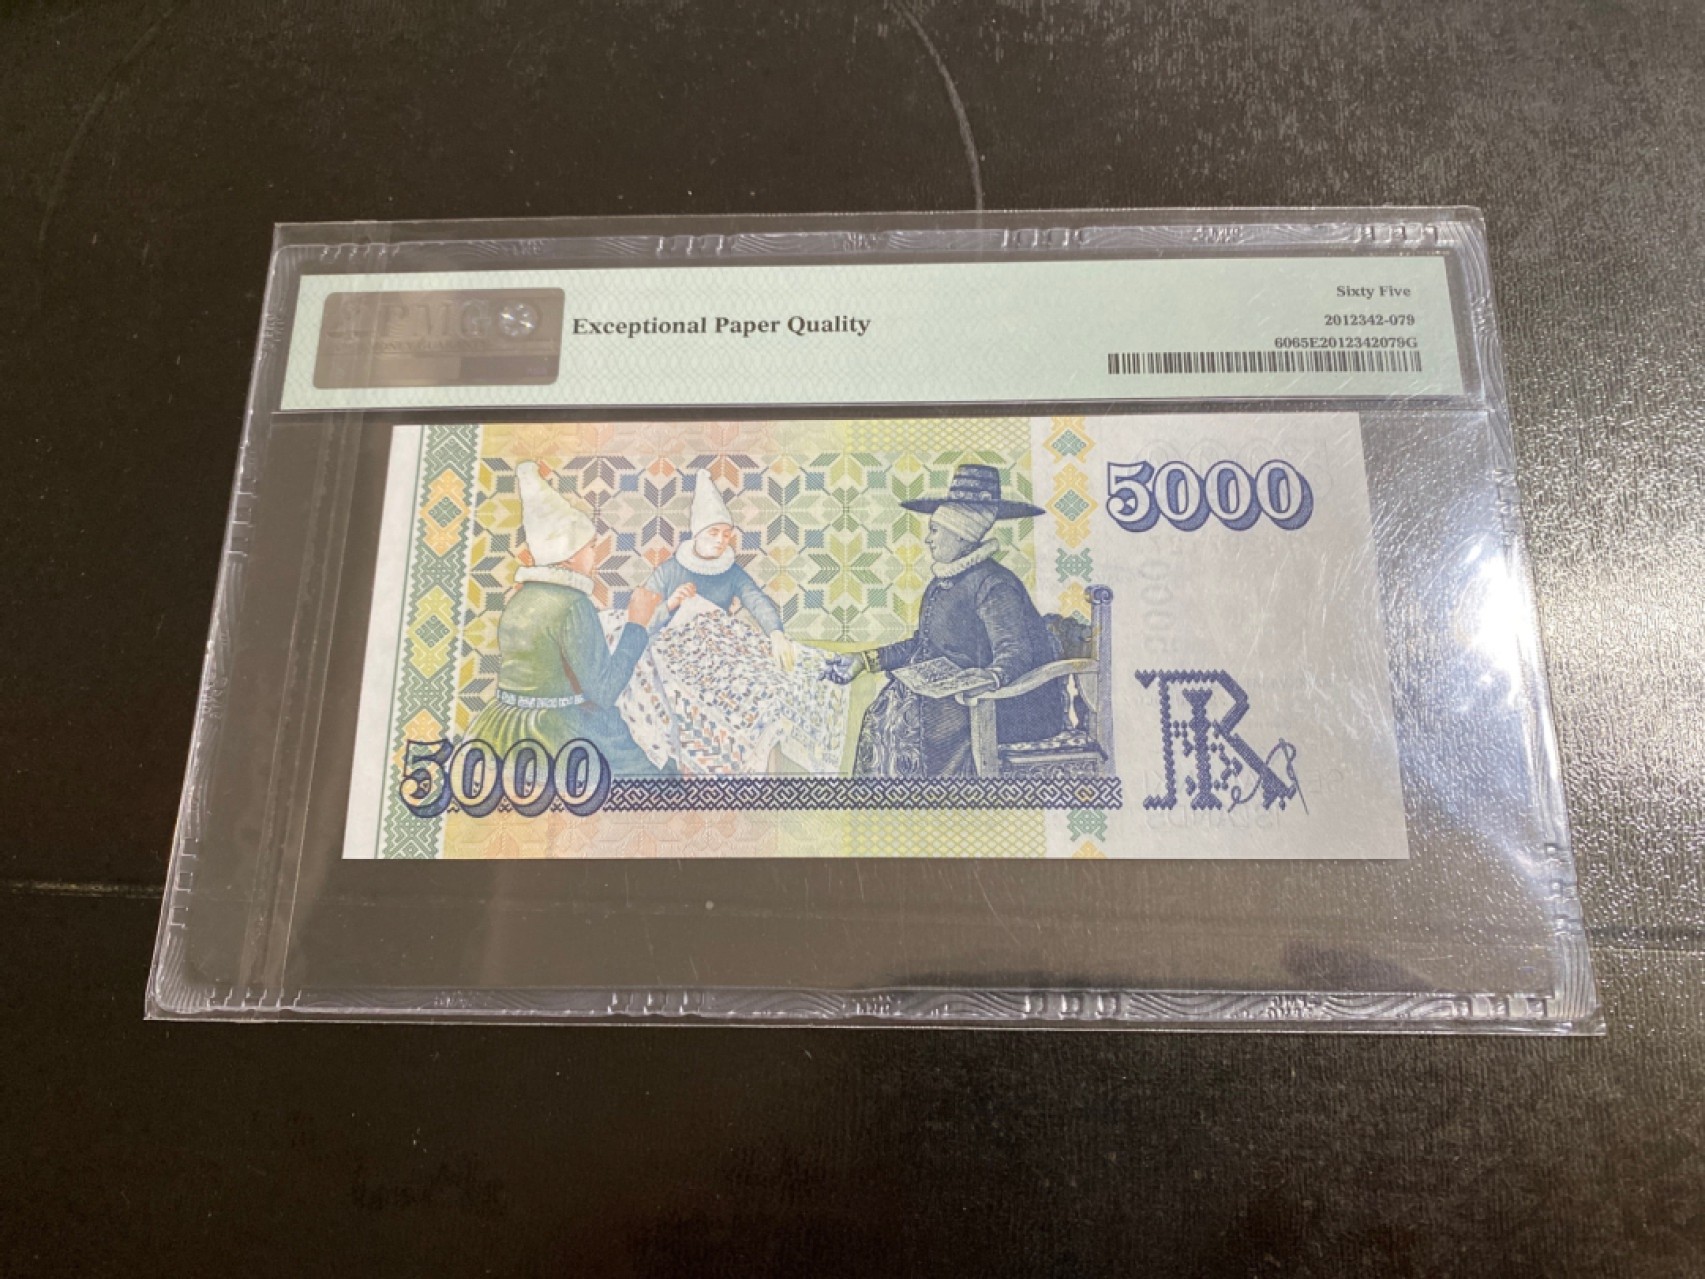 PMG
Exceptional Paper Quality
Sixty Five
2012342-079
6065E2012342079G
5000
5000